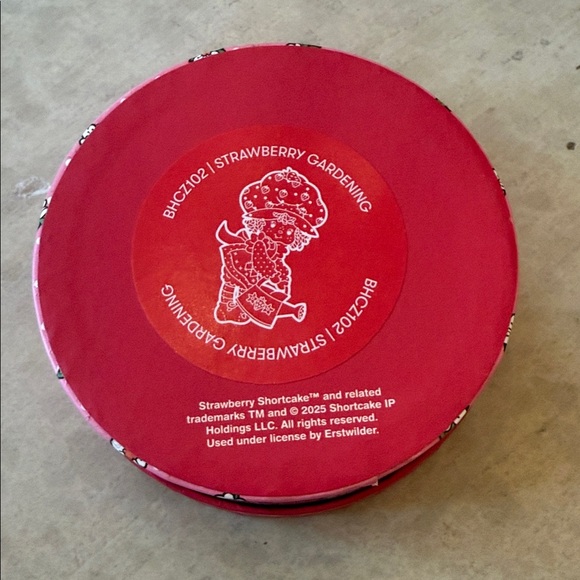 BHCZ102 | STRAWBERRY GARDENING
BHCZ102 | STRAWBERRY GARDENING
Strawberry Shortcake™ and related
trademarks TM and © 2025 Shortcake IP
Holdings LLC. All rights reserved.
Used under license by Erstwilder.